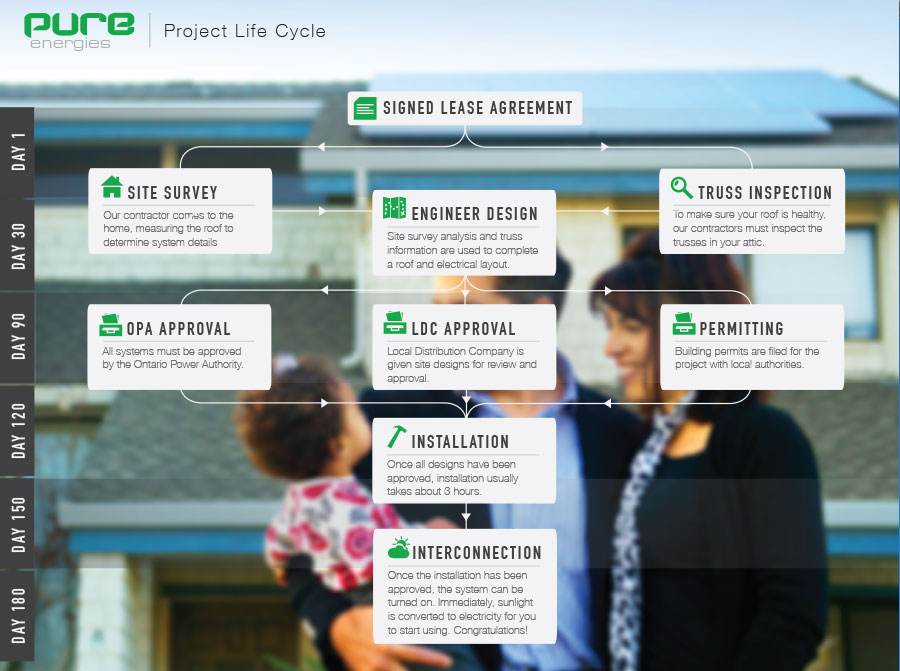 pure
energies
Project Life Cycle
SIGNED LEASE AGREEMENT
DAY 1
SITE SURVEY
Our contractor comes to the
home, measuring the roof to
determine system details
TRUSS INSPECTION
To make sure your roof is healthy,
our contractors must inspect the
trusses in your attic.
DAY 30
ENGINEER DESIGN
Site survey analysis and truss
information are used to complete
a roof and electrical layout.
DAY 90
OPA APPROVAL
All systems must be approved
by the Ontario Power Authority.
LDC APPROVAL
Local Distribution Company is
given site designs for review and
approval.
PERMITTING
Building permits are filed for the
project with local authorities.
DAY 120
INSTALLATION
Once all designs have been
approved, installation usually
takes about 3 hours.
DAY 150
INTERCONNECTION
Once the installation has been
approved, the system can be
turned on. Immediately, sunlight
is converted to electricity for you
to start using. Congratulations!
DAY 180